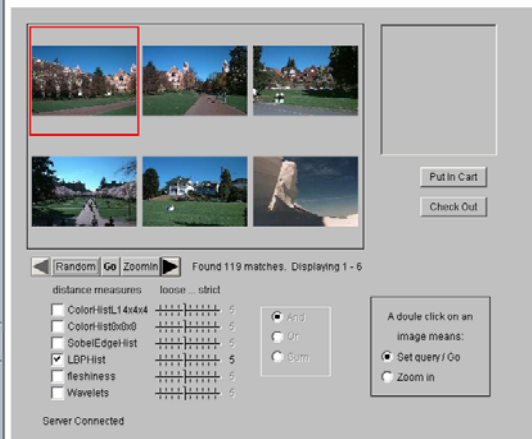 Put In Cart
Check Out
Random Go ZoomIn Found 119 matches. Displaying 1 - 6
distance measures loose ... strict
ColorHistL14x4x4 5
ColorHist8x8x8 5
SobelEdgeHist 5
LBPHist 5
fleshiness 5
Wavelets 5
And
Or
Sum
A doule click on an
image means:
Set query / Go
Zoom in
Server Connected